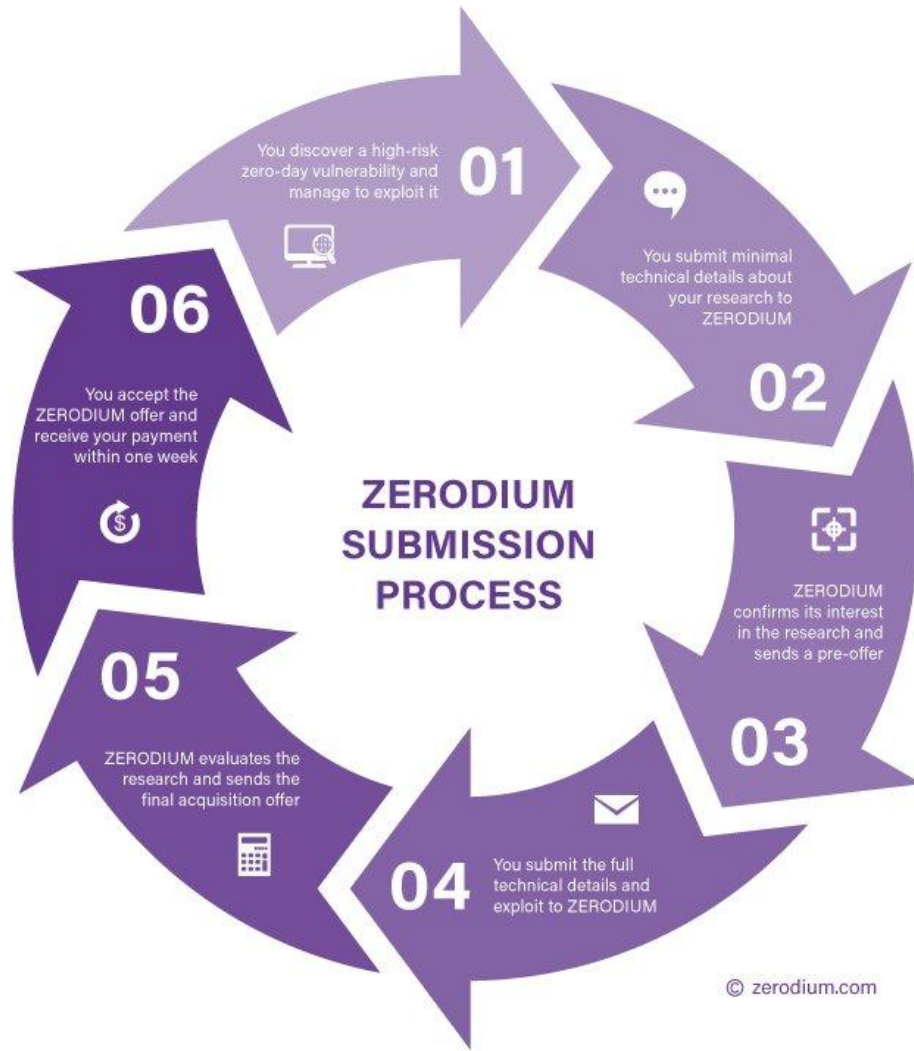 01
You discover a high-risk
zero-day vulnerability and
manage to exploit it
You submit minimal
technical details about
your research to
ZERODIUM
02
ZERODIUM
confirms its interest
in the research and
sends a pre-offer
03
04
You submit the full
technical details and
exploit to ZERODIUM
05
ZERODIUM evaluates the
research and sends the
final acquisition offer
06
You accept the
ZERODIUM offer and
receive your payment
within one week
$
ZERODIUM
SUBMISSION
PROCESS
© zerodium.com